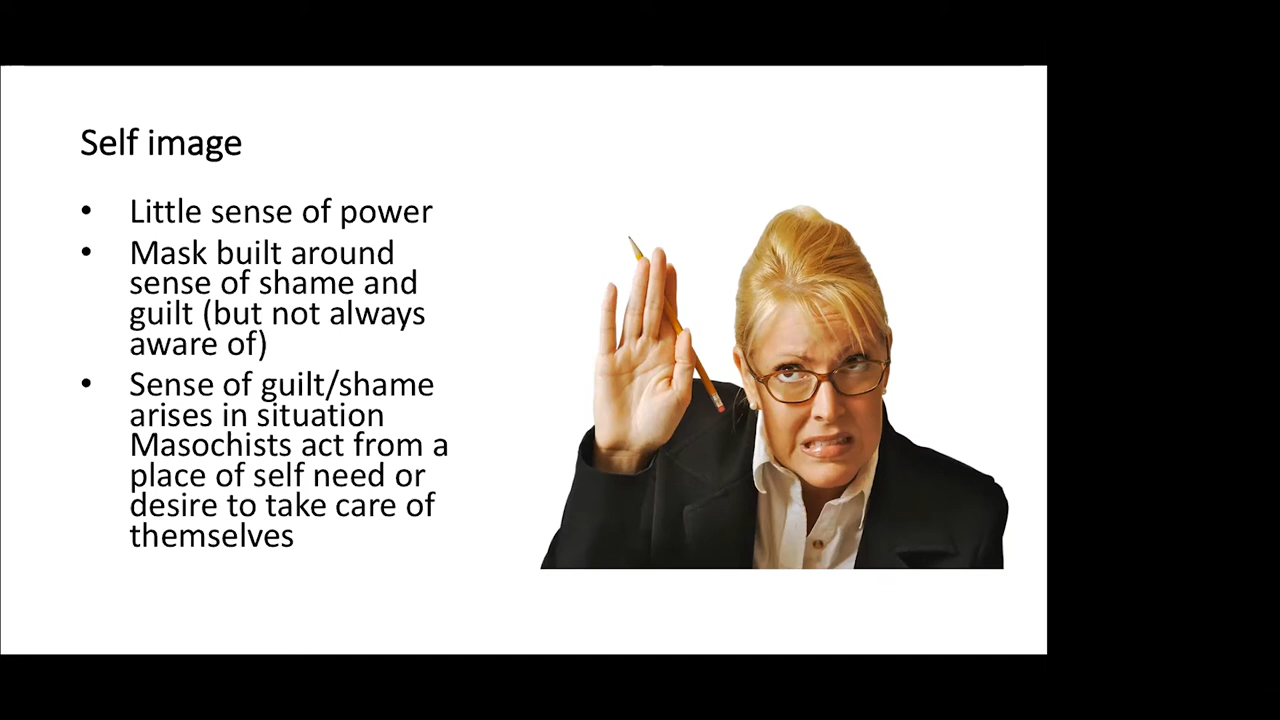 Self image
• Little sense of power
• Mask built around
sense of shame and
guilt (but not always
aware of)
• Sense of guilt/shame
arises in situation
Masochists act from a
place of self need or
desire to take care of
themselves